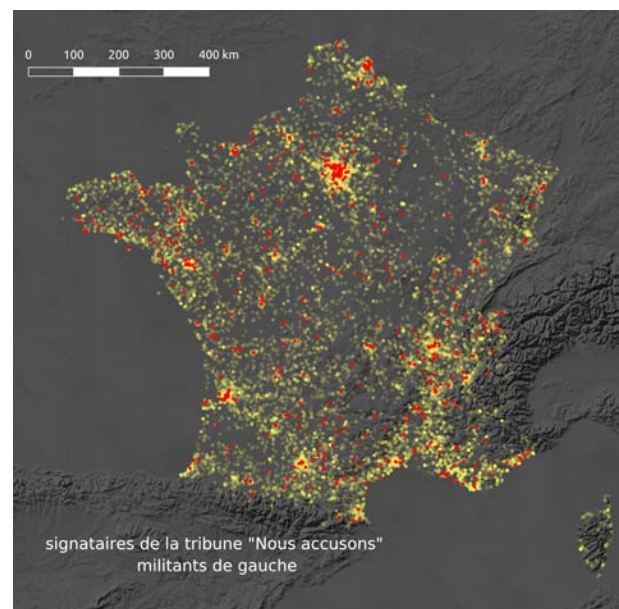 0 100 200 300 400 km
signataires de la tribune "Nous accusons"
militants de gauche